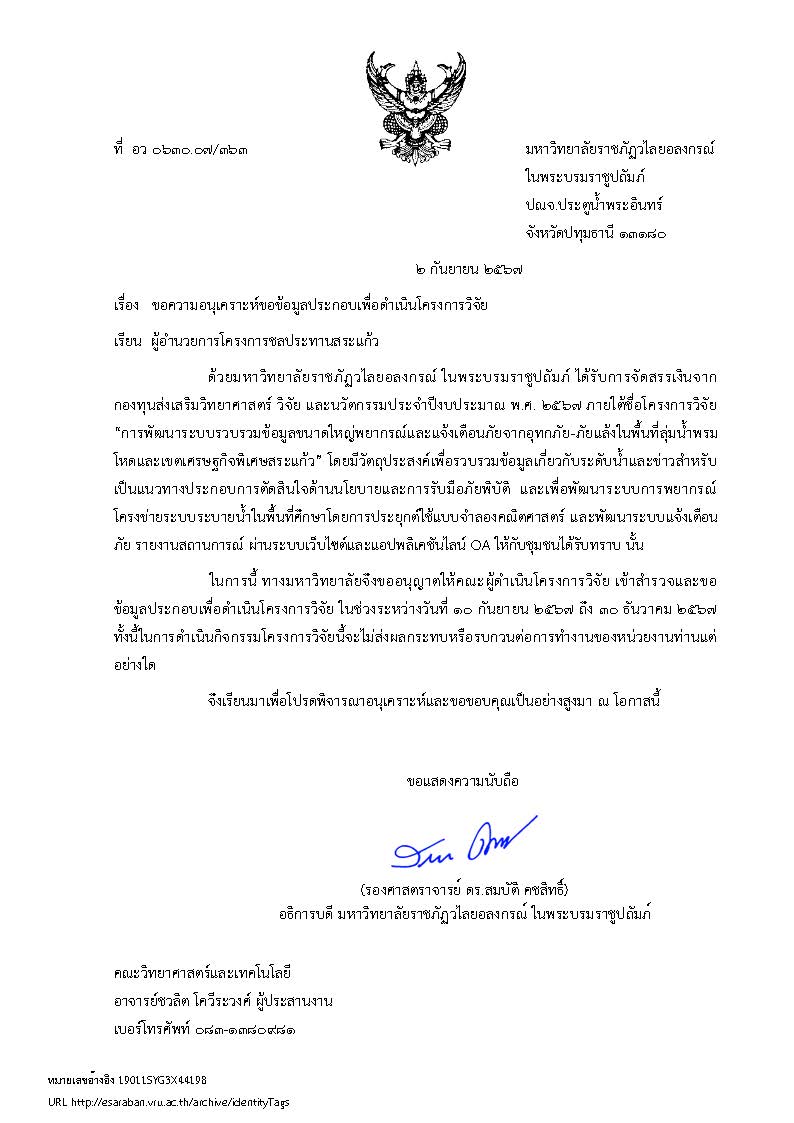 ที่ อว ๐๖๓๐.๐๗/๓๖๓
มหาวิทยาลัยราชภัฏวไลยอลงกรณ์
ในพระบรมราชูปถัมภ์
ปณจ.ประตูน้ำพระอินทร์
จังหวัดปทุมธานี ๑๓๑๘๐
๒ กันยายน ๒๕๖๗
เรื่อง ขอความอนุเคราะห์ขอข้อมูลประกอบเพื่อดำเนินโครงการวิจัย
เรียน ผู้อำนวยการโครงการชลประทานสระแก้ว
ด้วยมหาวิทยาลัยราชภัฏวไลยอลงกรณ์ ในพระบรมราชูปถัมภ์ ได้รับการจัดสรรเงินจาก
กองทุนส่งเสริมวิทยาศาสตร์ วิจัย และนวัตกรรมประจำปีงบประมาณ พ.ศ. ๒๕๖๗ ภายใต้ชื่อโครงการวิจัย
“การพัฒนาระบบรวบรวมข้อมูลขนาดใหญ่พยากรณ์และแจ้งเตือนภัยจากอุทกภัย-ภัยแล้งในพื้นที่ลุ่มน้ำพรม
โหดและเขตเศรษฐกิจพิเศษสระแก้ว” โดยมีวัตถุประสงค์เพื่อรวบรวมข้อมูลเกี่ยวกับระดับน้ำและข่าวสำหรับ
เป็นแนวทางประกอบการตัดสินใจด้านนโยบายและการรับมือภัยพิบัติ และเพื่อพัฒนาระบบการพยากรณ์
โครงข่ายระบบระบายน้ำในพื้นที่ศึกษาโดยการประยุกต์ใช้แบบจำลองคณิตศาสตร์ และพัฒนาระบบแจ้งเตือน
ภัย รายงานสถานการณ์ ผ่านระบบเว็บไซต์และแอปพลิเคชันไลน์ OA ให้กับชุมชนได้รับทราบ นั้น
ในการนี้ ทางมหาวิทยาลัยจึงขออนุญาตให้คณะผู้ดำเนินโครงการวิจัย เข้าสำรวจและขอ
ข้อมูลประกอบเพื่อดำเนินโครงการวิจัย ในช่วงระหว่างวันที่ ๑๐ กันยายน ๒๕๖๗ ถึง ๓๐ ธันวาคม ๒๕๖๗
ทั้งนี้ในการดำเนินกิจกรรมโครงการวิจัยนี้จะไม่ส่งผลกระทบหรือรบกวนต่อการทำงานของหน่วยงานท่านแต่
อย่างใด
จึงเรียนมาเพื่อโปรดพิจารณาอนุเคราะห์และขอขอบคุณเป็นอย่างสูงมา ณ โอกาสนี้
ขอแสดงความนับถือ
(รองศาสตราจารย์ ดร.สมบัติ คชสิทธิ์)
อธิการบดี มหาวิทยาลัยราชภัฏวไลยอลงกรณ์ ในพระบรมราชูปถัมภ์
คณะวิทยาศาสตร์และเทคโนโลยี
อาจารย์ชวลิต โควีระวงศ์ ผู้ประสานงาน
เบอร์โทรศัพท์ ๐๘๓-๑๓๘๐๙๘๑
หมายเลขอ้างอิง 19011SYG3X44198
URL http://esaraban.vru.ac.th/archive/identityTags